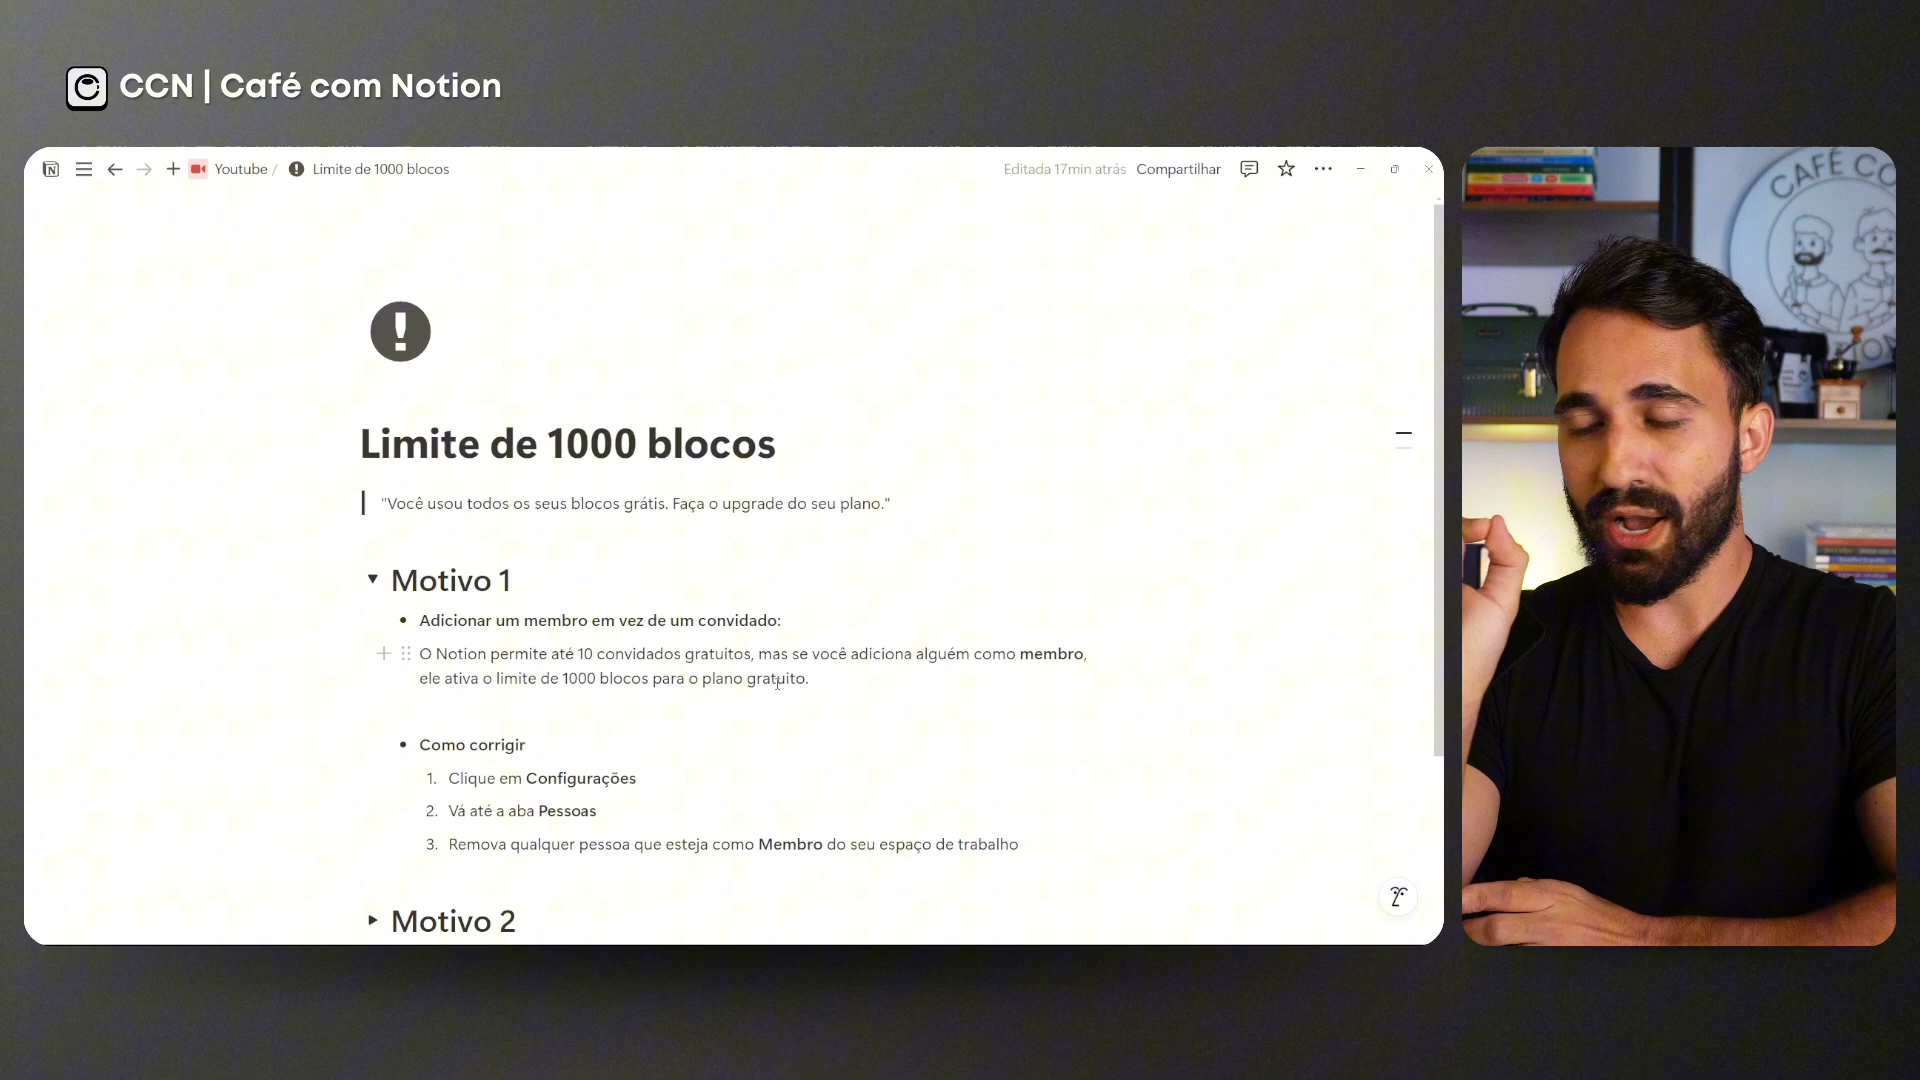 CCN | Café com Notion
Youtube / Limite de 1000 blocos
Editada 17min atrás Compartilhar
CAFÉ CO
Limite de 1000 blocos
"Você usou todos os seus blocos grátis. Faça o upgrade do seu plano."
Motivo 1
Adicionar um membro em vez de um convidado:
O Notion permite até 10 convidados gratuitos, mas se você adiciona alguém como membro,
ele ativa o limite de 1000 blocos para o plano gratuito.
Como corrigir
1. Clique em Configurações
2. Vá até a aba Pessoas
3. Remova qualquer pessoa que esteja como Membro do seu espaço de trabalho
Motivo 2